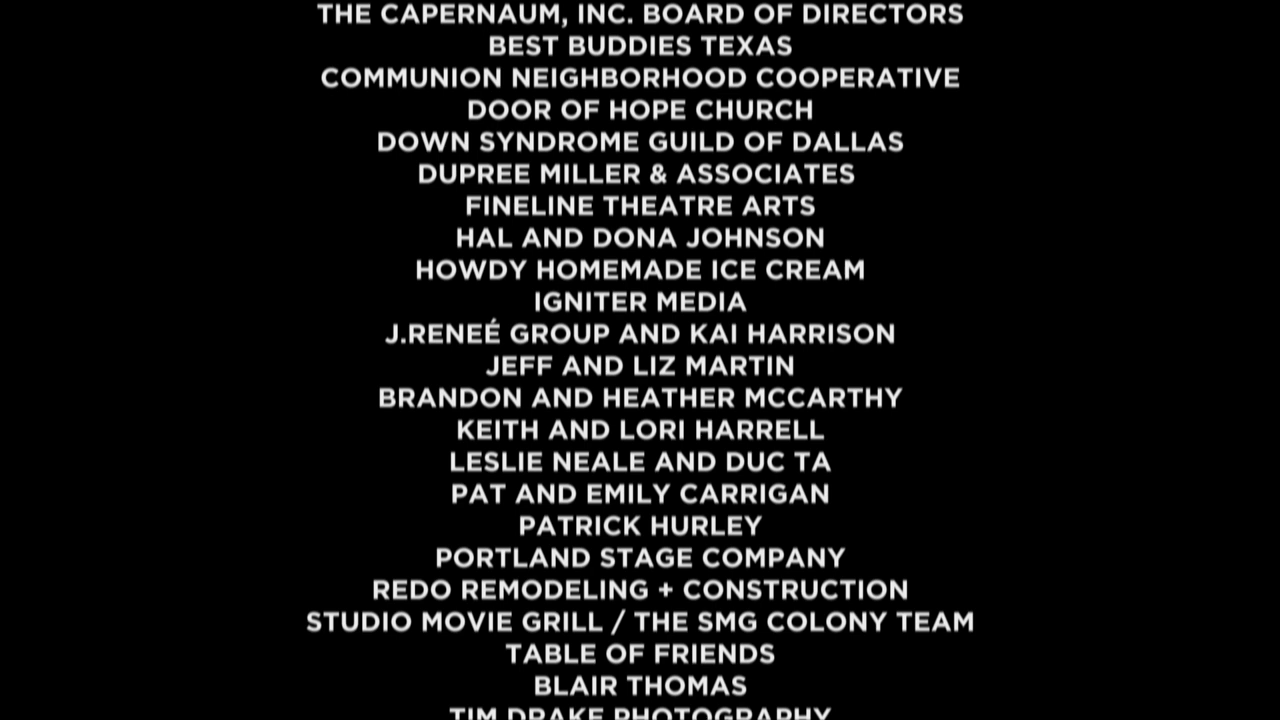 THE CAPERNAUM, INC. BOARD OF DIRECTORS
BEST BUDDIES TEXAS
COMMUNION NEIGHBORHOOD COOPERATIVE
DOOR OF HOPE CHURCH
DOWN SYNDROME GUILD OF DALLAS
DUPREE MILLER & ASSOCIATES
FINELINE THEATRE ARTS
HAL AND DONA JOHNSON
HOWDY HOMEMADE ICE CREAM
IGNITER MEDIA
J.RENEÉ GROUP AND KAI HARRISON
JEFF AND LIZ MARTIN
BRANDON AND HEATHER MCCARTHY
KEITH AND LORI HARRELL
LESLIE NEALE AND DUC TA
PAT AND EMILY CARRIGAN
PATRICK HURLEY
PORTLAND STAGE COMPANY
REDO REMODELING + CONSTRUCTION
STUDIO MOVIE GRILL / THE SMG COLONY TEAM
TABLE OF FRIENDS
BLAIR THOMAS
TIM DRAKE PHOTOGRAPHY